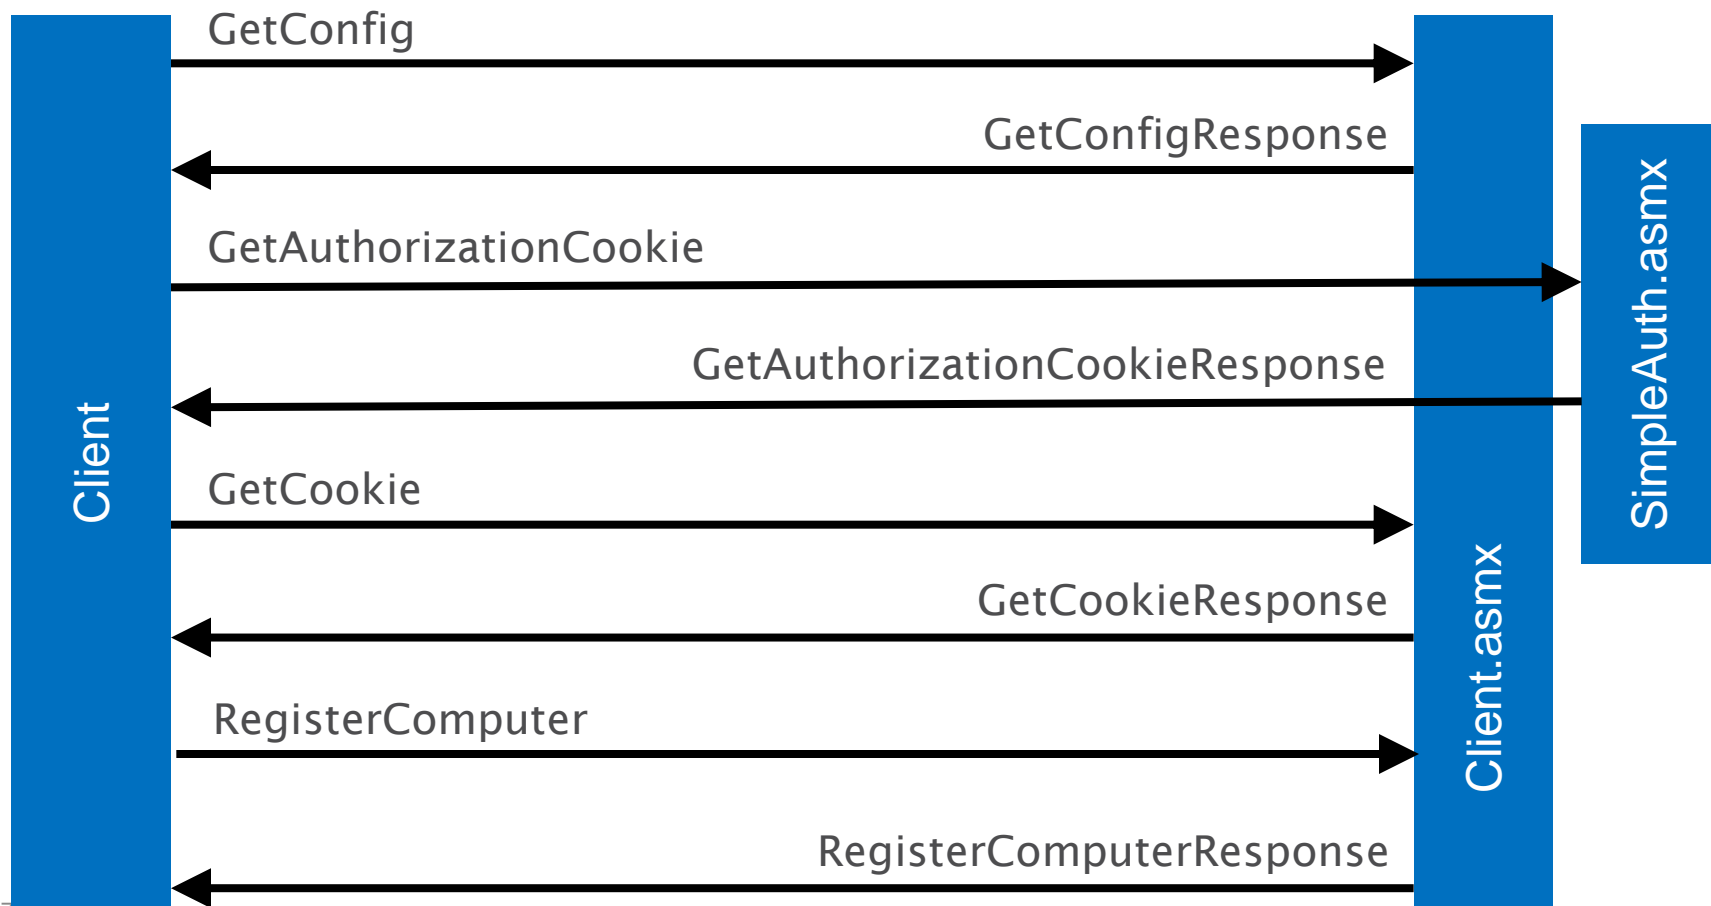 GetConfig
GetConfigResponse
GetAuthorizationCookie
GetAuthorizationCookieResponse
GetCookie
GetCookieResponse
RegisterComputer
RegisterComputerResponse
Client
Client.asmx
SimpleAuth.asmx